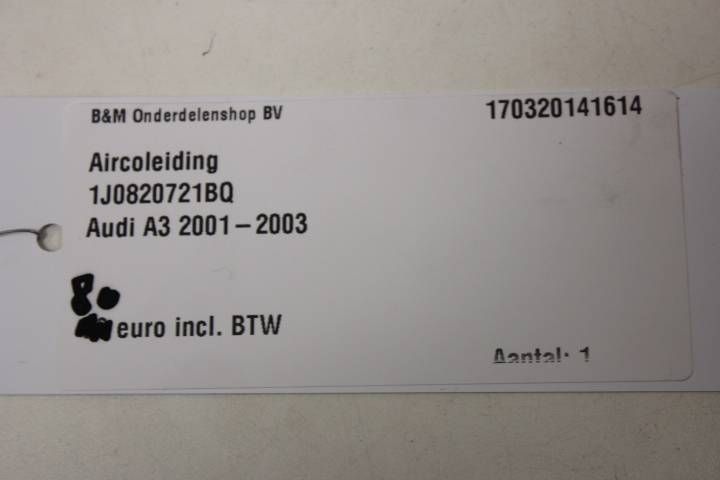 B&M Onderdelenshop BV 170320141614
Aircoleiding
1J0820721BQ
Audi A3 2001-2003
80
euro incl. BTW
Aantal: 1